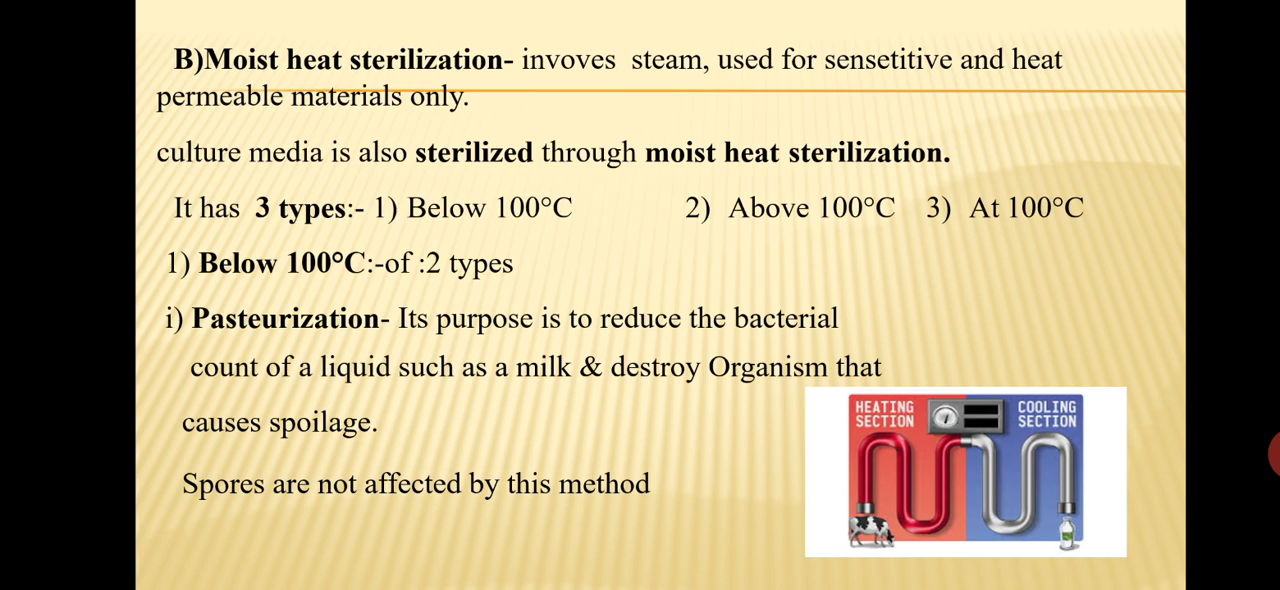 B)Moist heat sterilization- invoves steam, used for sensetitive and heat
permeable materials only.
culture media is also sterilized through moist heat sterilization.
It has 3 types:- 1) Below 100°C 2) Above 100°C 3) At 100°C
1) Below 100°C:-of :2 types
i) Pasteurization- Its purpose is to reduce the bacterial
count of a liquid such as a milk & destroy Organism that
causes spoilage.
Spores are not affected by this method
HEATING
SECTION
COOLING
SECTION